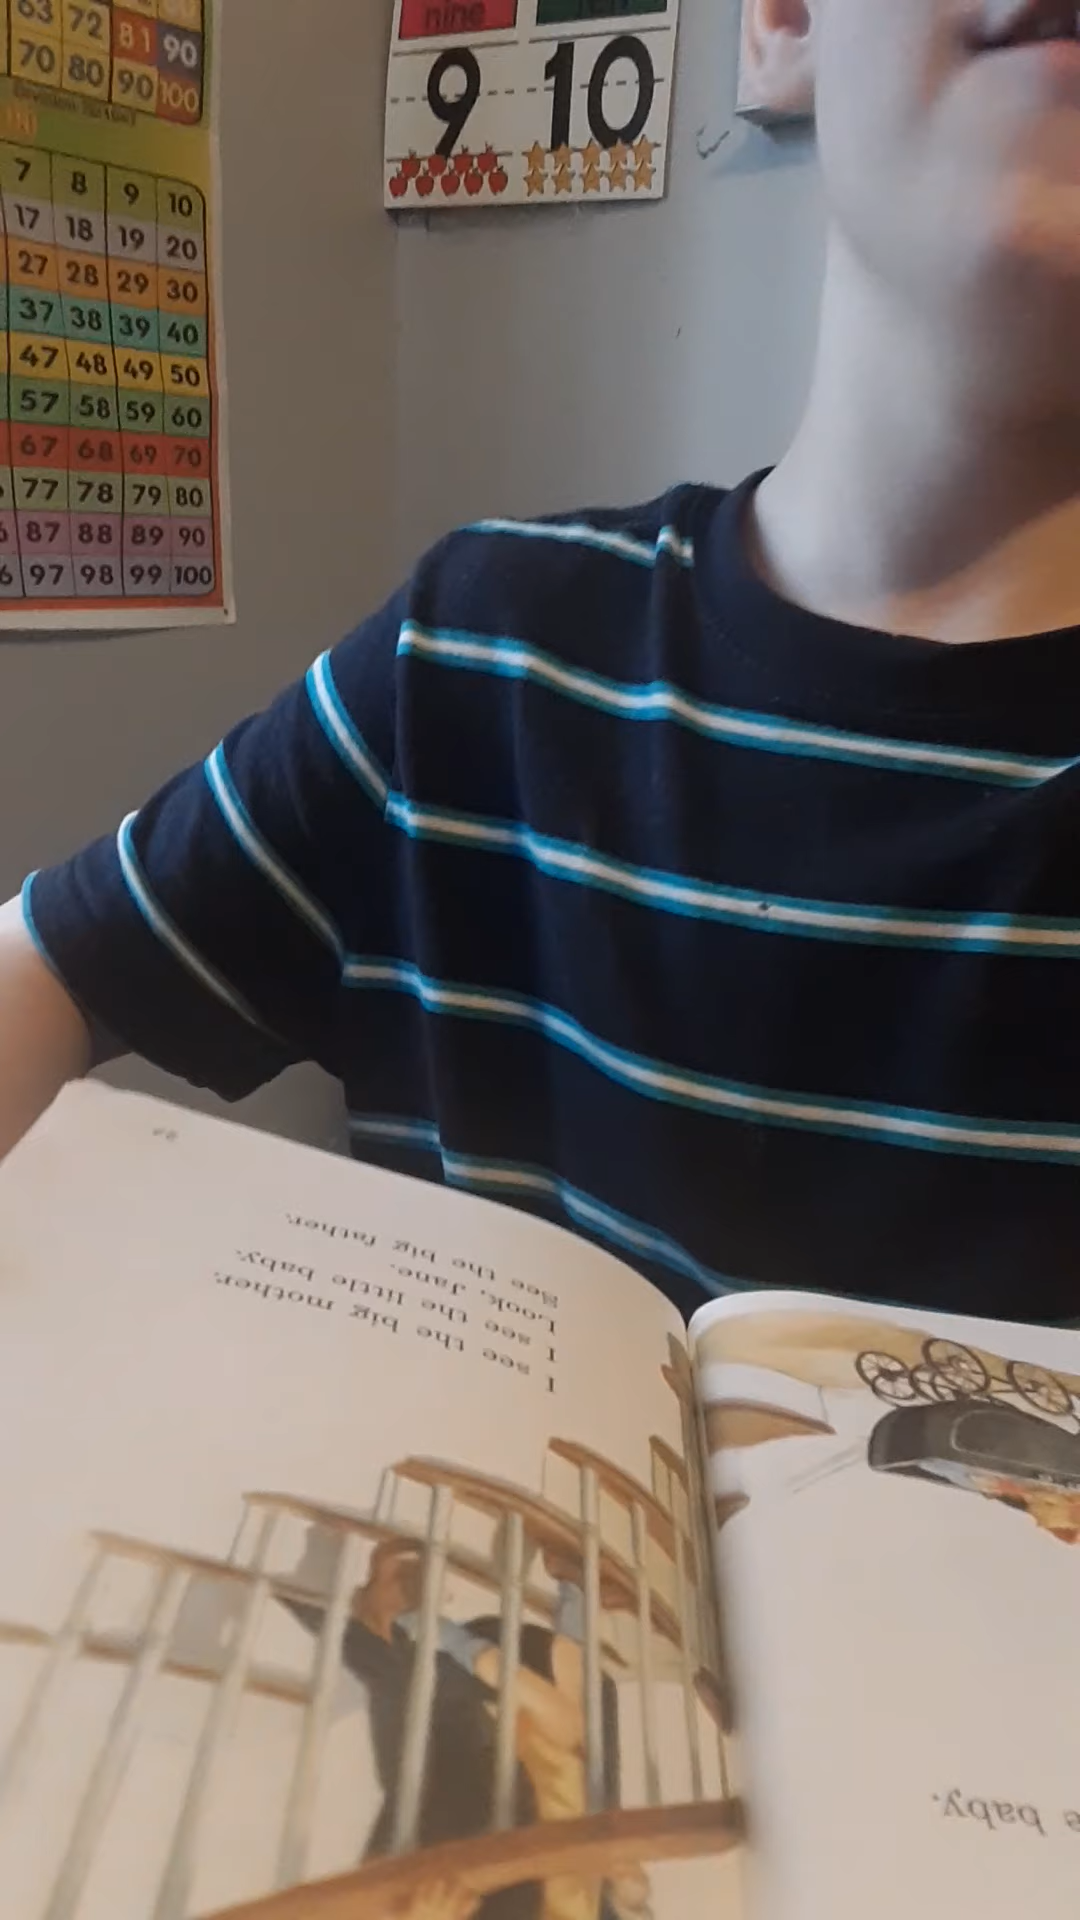 63 72 81 90
70 80 90 100
7 8 9 10
17 18 19 20
27 28 29 30
37 38 39 40
47 48 49 50
57 58 59 60
67 68 69 70
77 78 79 80
87 88 89 90
97 98 99 100
nine
9 10
I see the big mother.
I see the little baby.
Look, Jane.
See the big father.
baby.